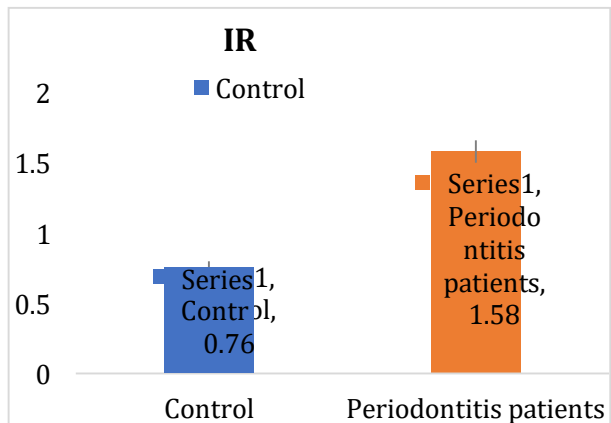 IR
Control
2
1.5
1
0.5
0
Series1,
Control,
0.76
Series1,
Periodo
ntitis
patients,
1.58
Control
Periodontitis patients